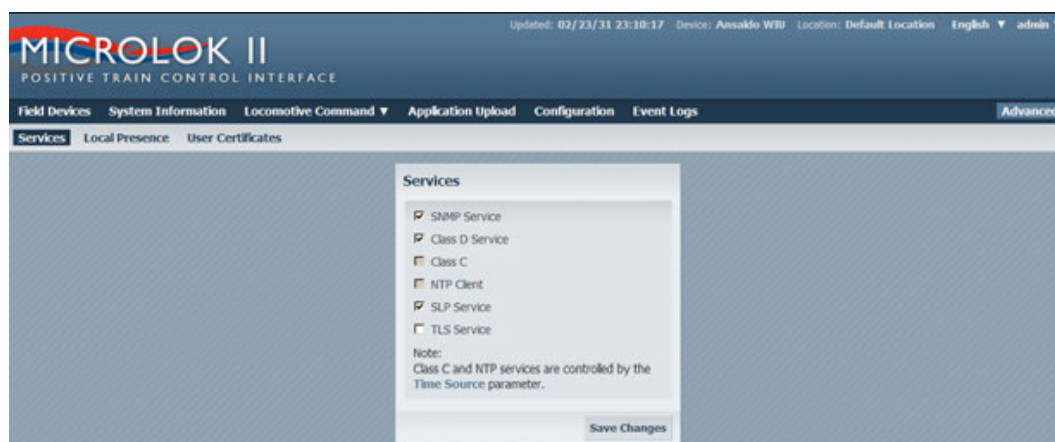 Updated: 02/23/31 23:10:17 Device: Ansaldo WIU Location: Default Location English ▼ admin
MICROLOK II
POSITIVE TRAIN CONTROL INTERFACE
Field Devices System Information Locomotive Command ▼ Application Upload Configuration Event Logs Advanced
Services Local Presence User Certificates
Services
SNMP Service
Class D Service
Class C
NTP Client
SLP Service
TLS Service
Note:
Class C and NTP services are controlled by the
Time Source parameter.
Save Changes